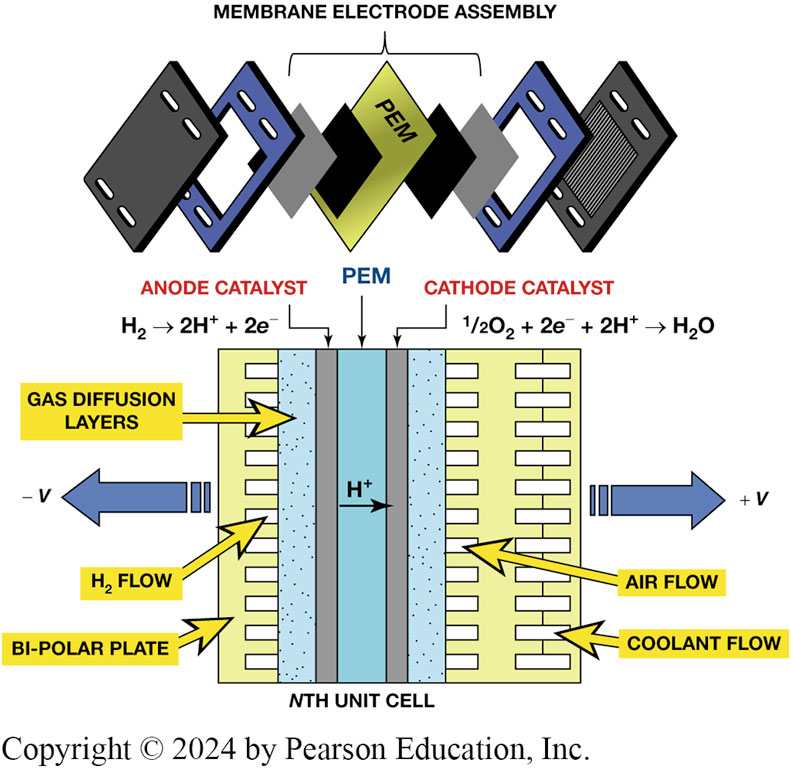 MEMBRANE ELECTRODE ASSEMBLY
PEM
ANODE CATALYST
PEM
CATHODE CATALYST
H₂ → 2H⁺ + 2e⁻
½O₂ + 2e⁻ + 2H⁺ → H₂O
GAS DIFFUSION
LAYERS
– V
H⁺
+ V
H₂ FLOW
AIR FLOW
BI-POLAR PLATE
COOLANT FLOW
NTH UNIT CELL
Copyright © 2024 by Pearson Education, Inc.